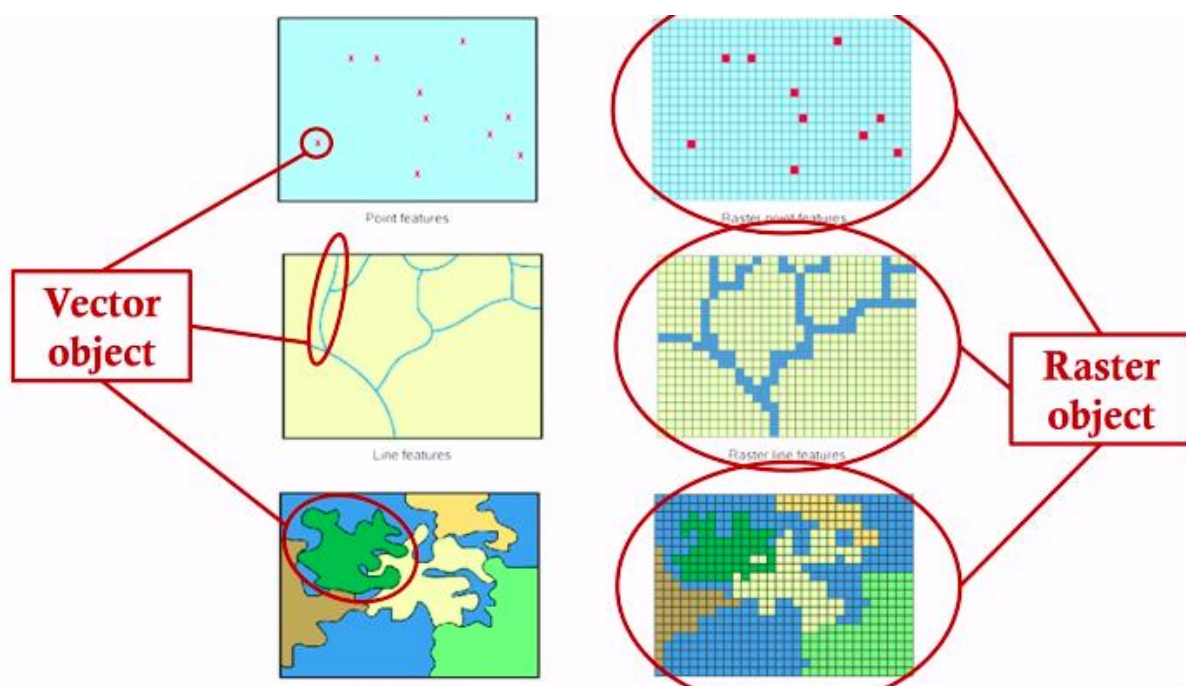 Point features
Raster point features
Vector
object
Raster
object
Line features
Raster line features